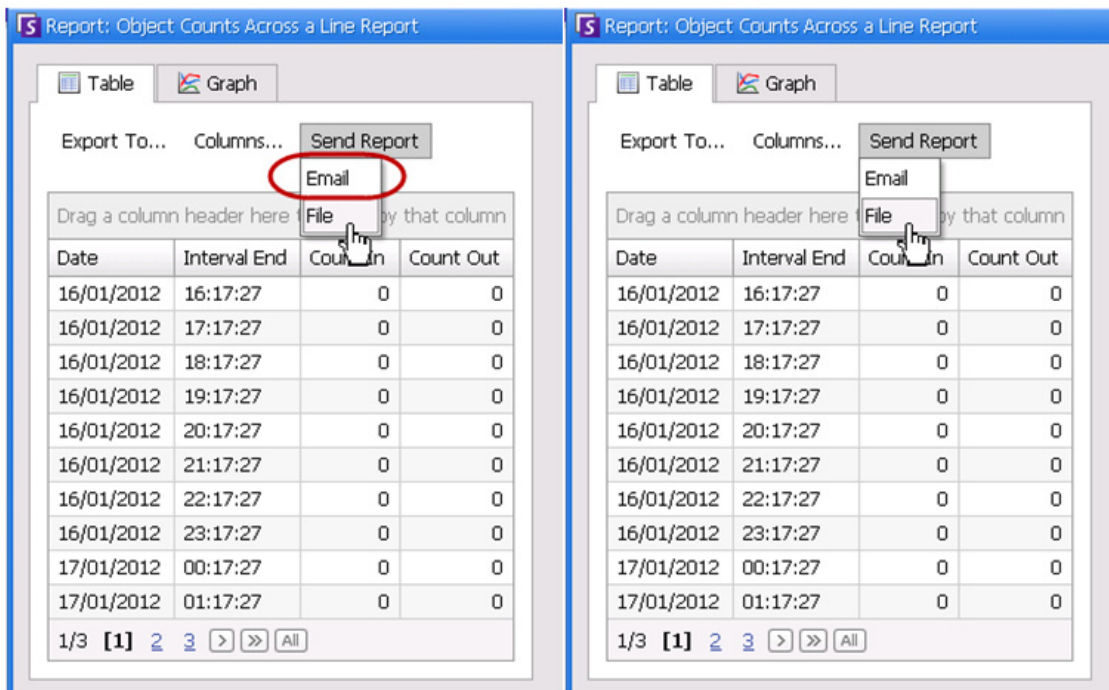 Report: Object Counts Across a Line Report
Table Graph
Export To... Columns... Send Report
Email
File
Drag a column header here by that column
Date Interval End Count In Count Out
16/01/2012 16:17:27 0 0
16/01/2012 17:17:27 0 0
16/01/2012 18:17:27 0 0
16/01/2012 19:17:27 0 0
16/01/2012 20:17:27 0 0
16/01/2012 21:17:27 0 0
16/01/2012 22:17:27 0 0
16/01/2012 23:17:27 0 0
17/01/2012 00:17:27 0 0
17/01/2012 01:17:27 0 0
1/3 [1] 2 3 > >> All
Report: Object Counts Across a Line Report
Table Graph
Export To... Columns... Send Report
Email
File
Drag a column header here by that column
Date Interval End Count In Count Out
16/01/2012 16:17:27 0 0
16/01/2012 17:17:27 0 0
16/01/2012 18:17:27 0 0
16/01/2012 19:17:27 0 0
16/01/2012 20:17:27 0 0
16/01/2012 21:17:27 0 0
16/01/2012 22:17:27 0 0
16/01/2012 23:17:27 0 0
17/01/2012 00:17:27 0 0
17/01/2012 01:17:27 0 0
1/3 [1] 2 3 > >> All